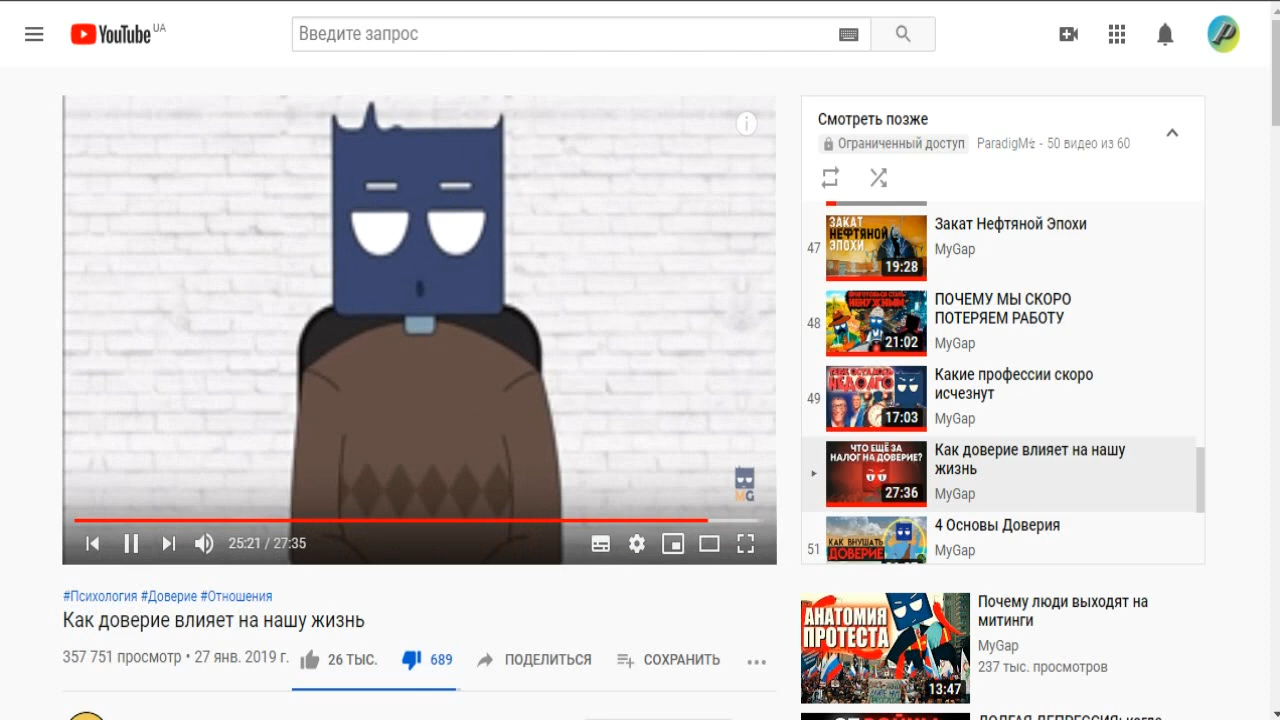 YouTube UA
Введите запрос
Смотреть позже
Ограниченный доступ
50 видео из 60
47
ЗАКАТ
НЕФТЯНОЙ
ЭПОХИ
19:28
Закат Нефтяной Эпохи
MyGap
48
21:02
ПОЧЕМУ МЫ СКОРО
ПОТЕРЯЕМ РАБОТУ
MyGap
49
НЕДОЛГО
17:03
Какие профессии скоро
исчезнут
MyGap
ЧТО ЕЩЁ ЗА
НАЛОГ НА ДОВЕРИЕ?
27:36
Как доверие влияет на нашу
жизнь
MyGap
51
КАК ВНУШАТЬ
ДОВЕРИЕ
4 Основы Доверия
MyGap
MG
25:21 / 27:35
#Психология #Доверие #Отношения
Как доверие влияет на нашу жизнь
357 751 просмотр • 27 янв. 2019 г.
26 ТЫС.
689
ПОДЕЛИТЬСЯ
СОХРАНИТЬ
АНАТОМИЯ
ПРОТЕСТА
13:47
Почему люди выходят на
митинги
MyGap
237 тыс. просмотров